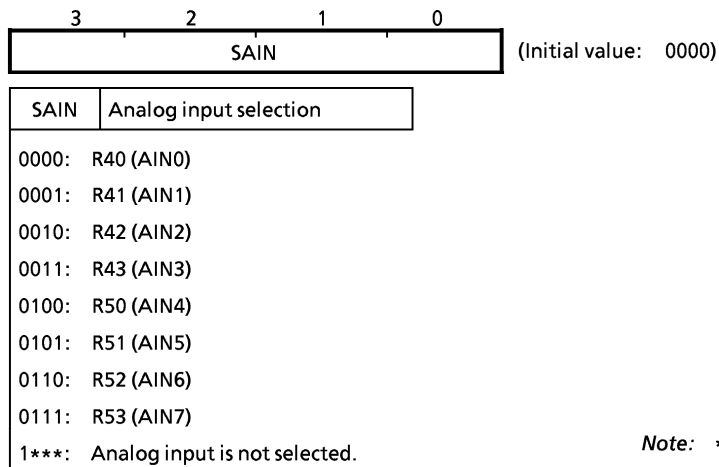 3 2 1 0
SAIN (Initial value: 0000)
SAIN Analog input selection
0000: R40 (AIN0)
0001: R41 (AIN1)
0010: R42 (AIN2)
0011: R43 (AIN3)
0100: R50 (AIN4)
0101: R51 (AIN5)
0110: R52 (AIN6)
0111: R53 (AIN7)
1***: Analog input is not selected.
Note: *